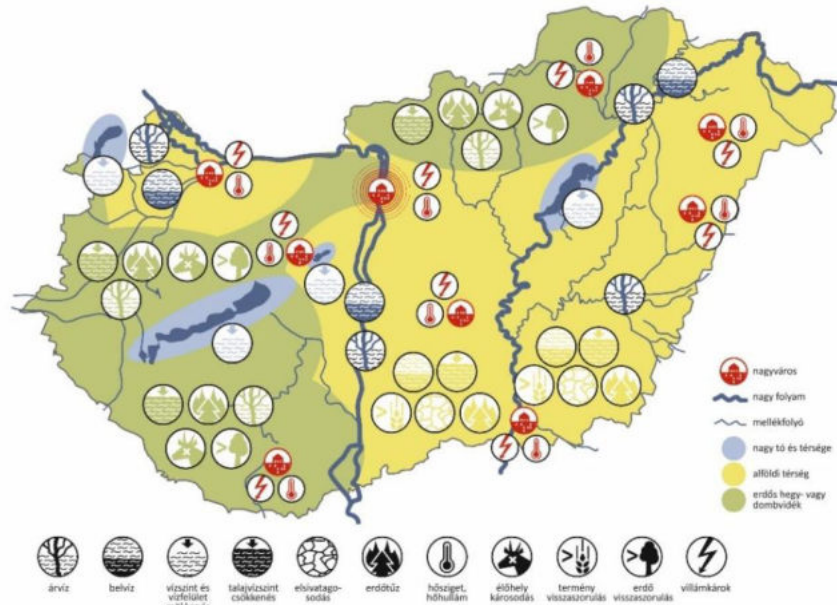 nagyváros
nagy folyam
mellékfolyó
nagy tó és térsége
alföldi térség
erdős hegy- vagy
dombvidék
árvíz
belvíz
vízszint és
vízfelület
talajvízszint
csökkenés
elsivatago-
sodás
erdőtűz
hősziget,
hőhullám
élőhely
károsodás
termény
visszaszorulás
erdő
visszaszorulás
villámkárok